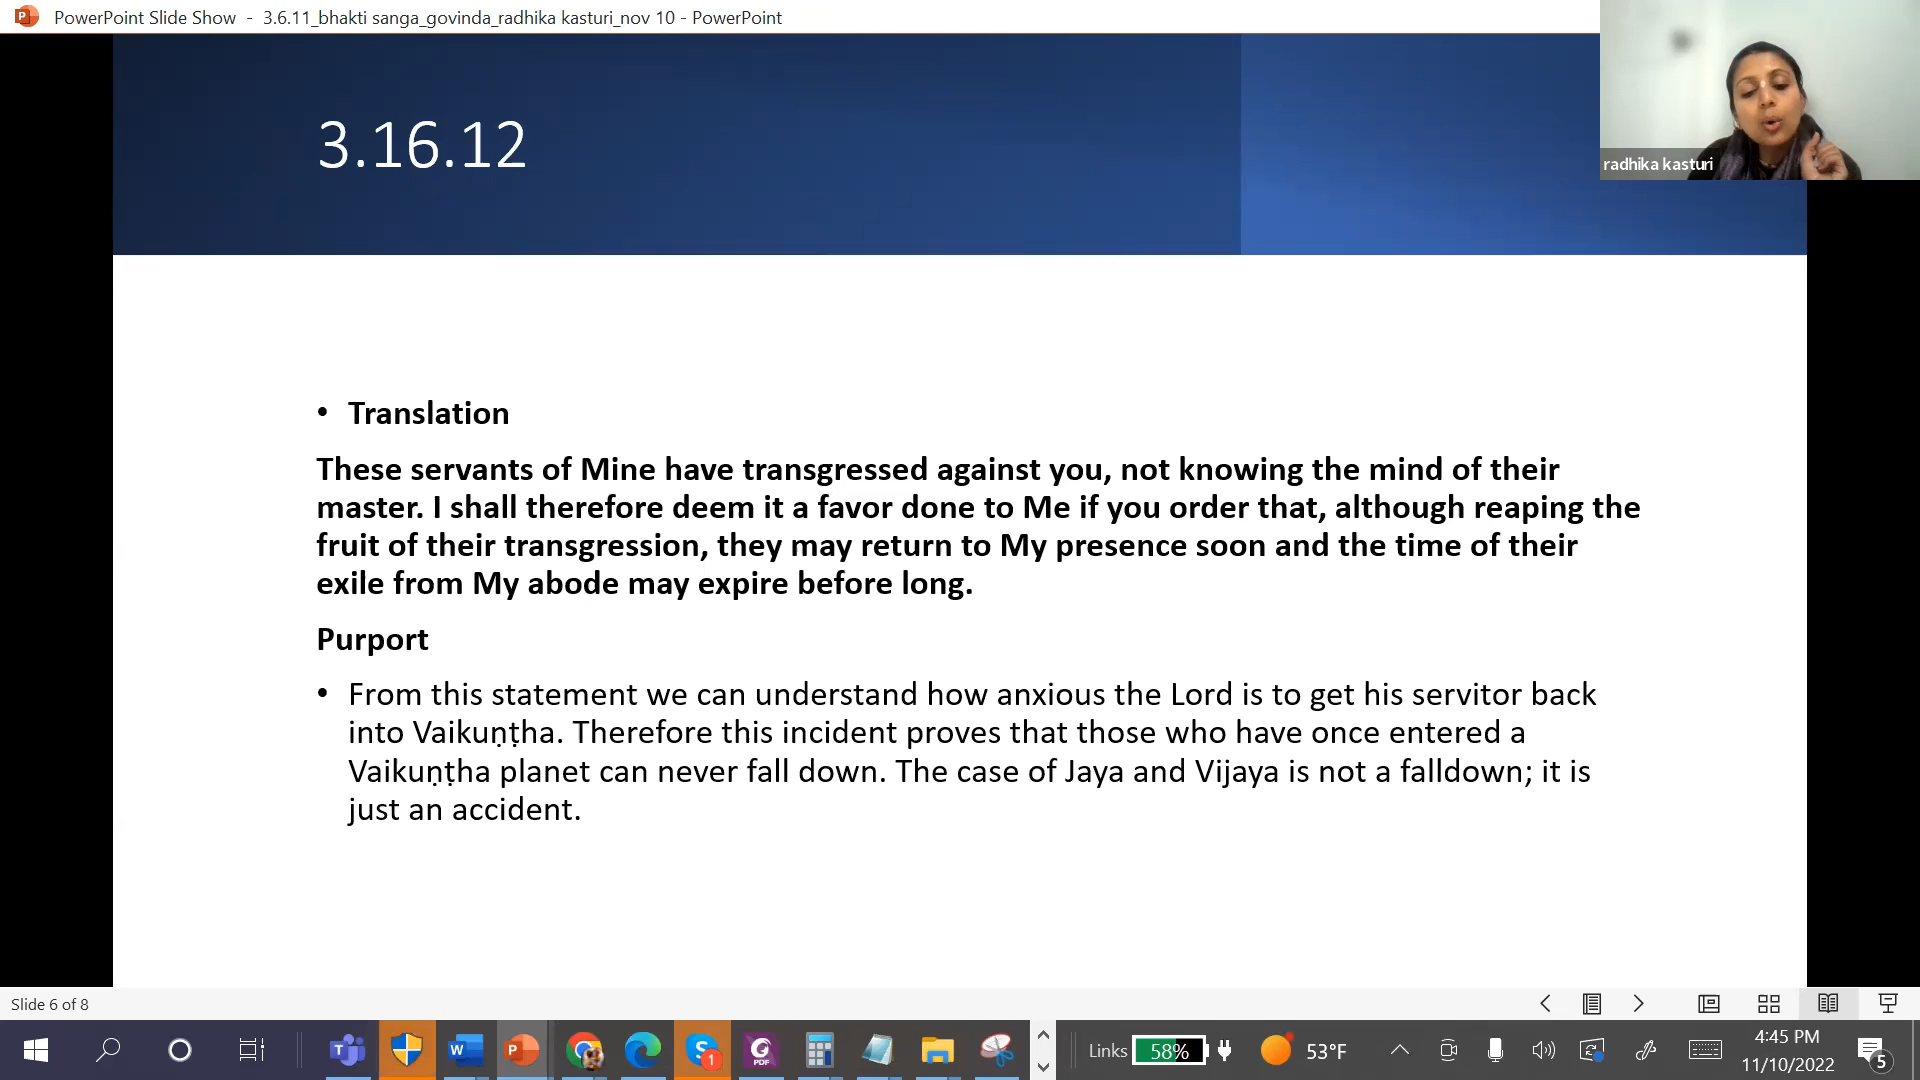 PowerPoint Slide Show - 3.6.11_bhakti sanga_govinda_radhika kasturi_nov 10 - PowerPoint
radhika kasturi
3.16.12
• Translation
These servants of Mine have transgressed against you, not knowing the mind of their
master. I shall therefore deem it a favor done to Me if you order that, although reaping the
fruit of their transgression, they may return to My presence soon and the time of their
exile from My abode may expire before long.
Purport
• From this statement we can understand how anxious the Lord is to get his servitor back
into Vaikuṇṭha. Therefore this incident proves that those who have once entered a
Vaikuṇṭha planet can never fall down. The case of Jaya and Vijaya is not a falldown; it is
just an accident.
Slide 6 of 8
Links 58% 53°F
4:45 PM
11/10/2022
5
1
PDF